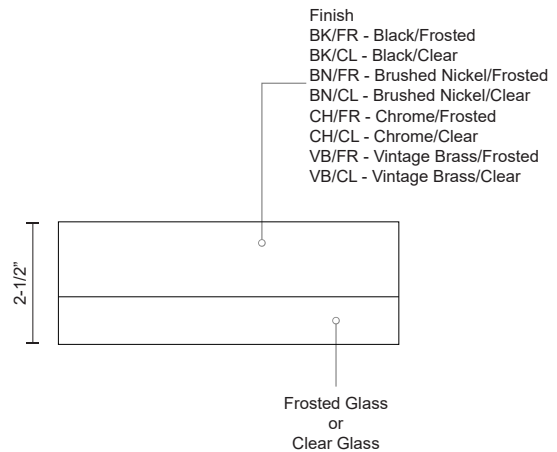 Finish
BK/FR - Black/Frosted
BK/CL - Black/Clear
BN/FR - Brushed Nickel/Frosted
BN/CL - Brushed Nickel/Clear
CH/FR - Chrome/Frosted
CH/CL - Chrome/Clear
VB/FR - Vintage Brass/Frosted
VB/CL - Vintage Brass/Clear
2-1/2”
Frosted Glass
or
Clear Glass